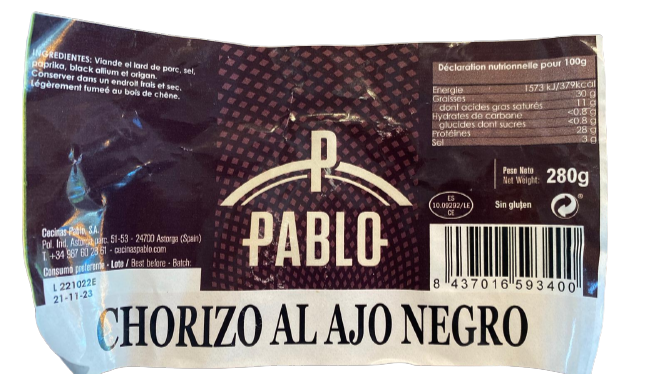 INGREDIENTES: Viande et lard de porc, sel,
paprika, black allium et origan.
Conserver dans un endroit frais et sec.
Légèrement fumeé au bois de chêne.
Déclaration nutritionnelle pour 100g
Energie 1573 kJ/379kcal
Graisses 30 g
dont acides gras saturés 11 g
Hydrates de carbone <0.8 g
glucides dont sucres <0.8 g
Protéines 28 g
Sel 3 g
Peso Neto
Net Weight: 280g
ES
10.09292/LE
CE
Sin gluten
P
PABLO
Cecinas Pablo, S.A.
Pol. Ind. Astorga, parc. 51-53 - 24700 Astorga (Spain)
T. +34 987 60 28 61 - cecinaspablo.com
Consumo preferente - Lote / Best before - Batch:
L 221022E
21-11-23
8 437016 593400
CHORIZO AL AJO NEGRO